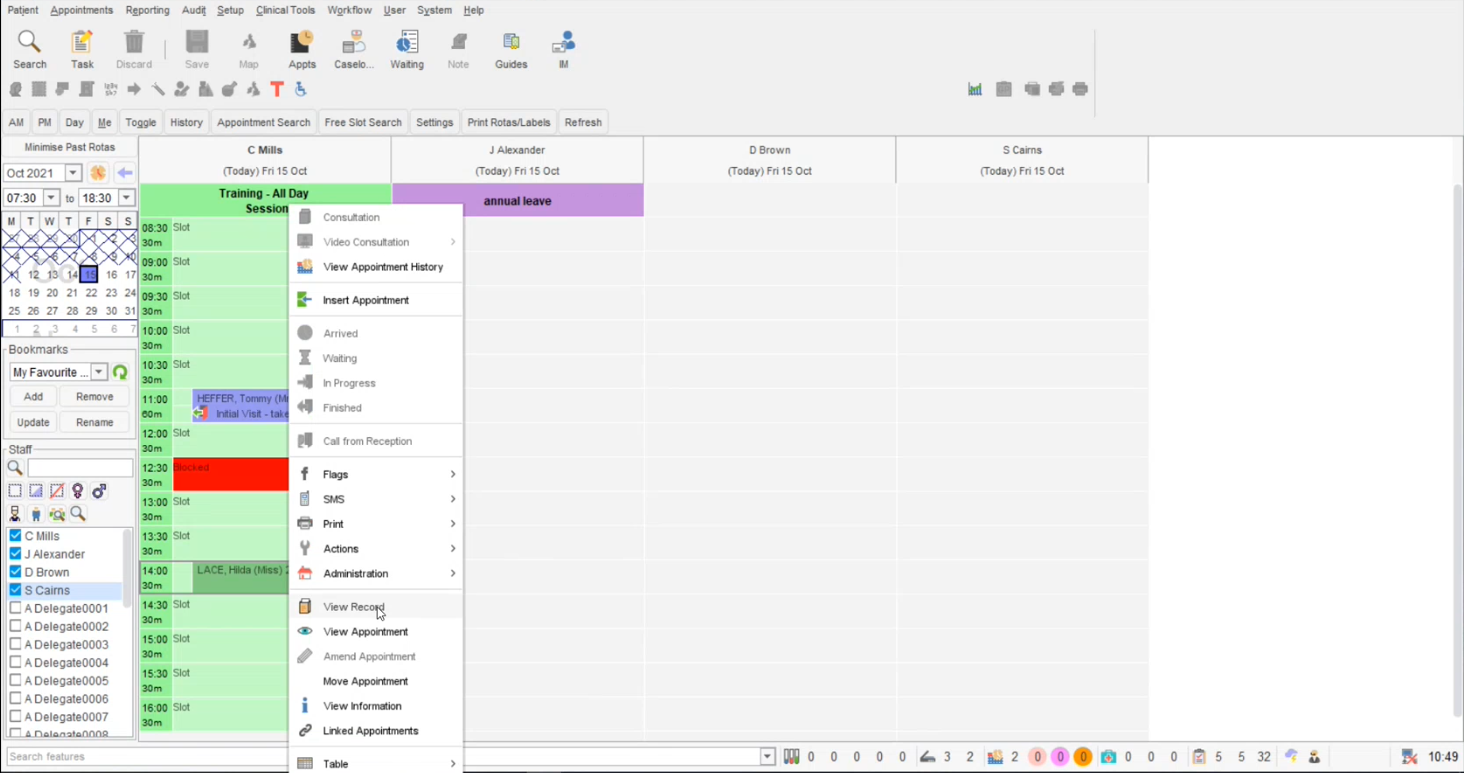 Patient Appointments Reporting Audit Setup Clinical Tools Workflow User System Help
Search Task Discard Save Map Appts Caselo... Waiting Note Guides IM
AM PM Day Me Toggle History Appointment Search Free Slot Search Settings Print Rotas/Labels Refresh
Minimise Past Rotas
Oct 2021
07:30 to 18:30
M T W T F S S
27 28 29 30 1 2 3
4 5 6 7 8 9 10
11 12 13 14 15 16 17
18 19 20 21 22 23 24
25 26 27 28 29 30 31
1 2 3 4 5 6 7
Bookmarks
My Favourite ...
Add Remove
Update Rename
Staff
C Mills
J Alexander
D Brown
S Cairns
A Delegate0001
A Delegate0002
A Delegate0003
A Delegate0004
A Delegate0005
A Delegate0006
A Delegate0007
A Delegate0008
C Mills
(Today) Fri 15 Oct
J Alexander
(Today) Fri 15 Oct
D Brown
(Today) Fri 15 Oct
S Cairns
(Today) Fri 15 Oct
Training - All Day
Session
annual leave
08:30 Slot
30m
09:00 Slot
30m
09:30 Slot
30m
10:00 Slot
30m
10:30 Slot
30m
11:00 HEFFER, Tommy (M
60m Initial Visit - take
12:00 Slot
30m
12:30 Blocked
30m
13:00 Slot
30m
13:30 Slot
30m
14:00 LACE, Hilda (Miss) 2
30m
14:30 Slot
30m
15:00 Slot
30m
15:30 Slot
30m
16:00 Slot
30m
Consultation
Video Consultation
View Appointment History
Insert Appointment
Arrived
Waiting
In Progress
Finished
Call from Reception
Flags
SMS
Print
Actions
Administration
View Record
View Appointment
Amend Appointment
Move Appointment
View Information
Linked Appointments
Table
Search features
0 0 0 0 0 3 2 2 0 0 0 0 0 0 5 5 32 10:49